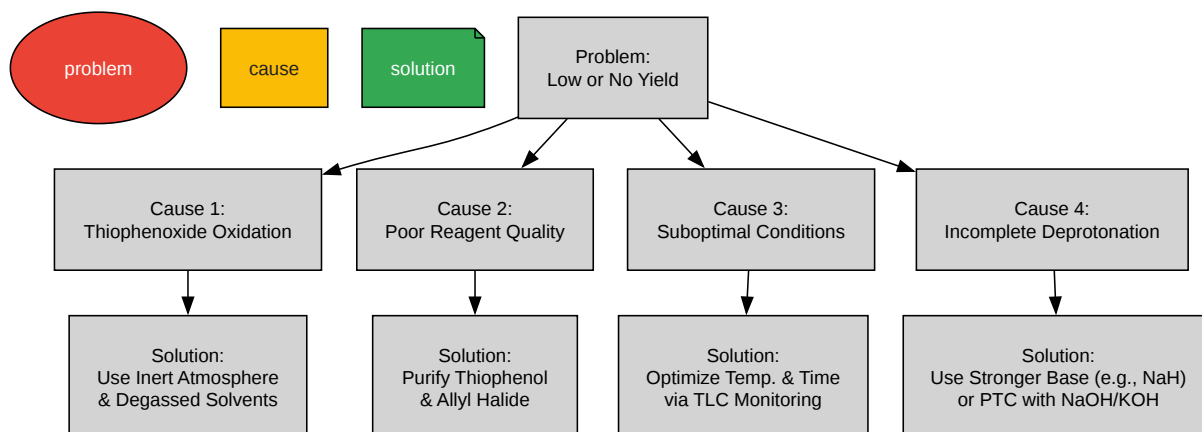 problem
cause
solution
Problem:
Low or No Yield
Cause 1:
Thiophenoxide Oxidation
Cause 2:
Poor Reagent Quality
Cause 3:
Suboptimal Conditions
Cause 4:
Incomplete Deprotonation
Solution:
Use Inert Atmosphere
& Degassed Solvents
Solution:
Purify Thiophenol
& Allyl Halide
Solution:
Optimize Temp. & Time
via TLC Monitoring
Solution:
Use Stronger Base (e.g., NaH)
or PTC with NaOH/KOH